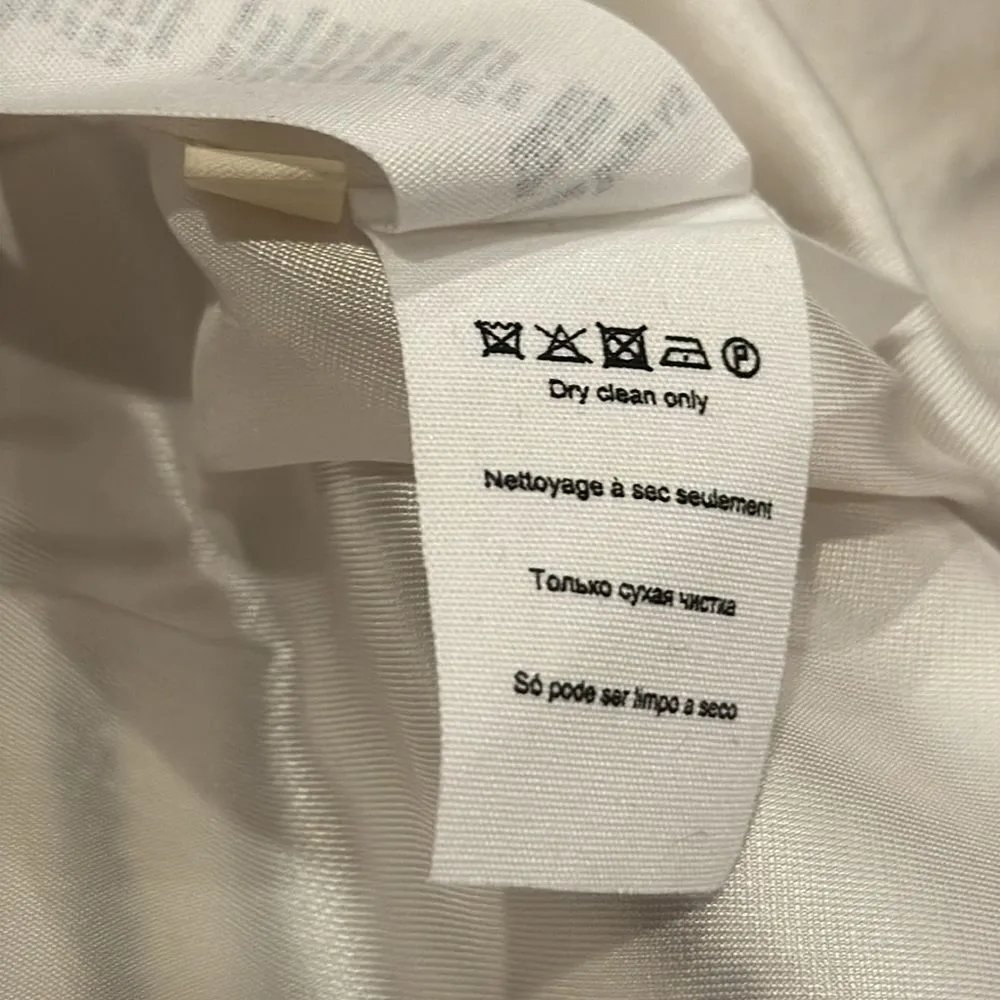 P
Dry clean only
Nettoyage à sec seulement
Только сухая чистка
Só pode ser limpo a seco